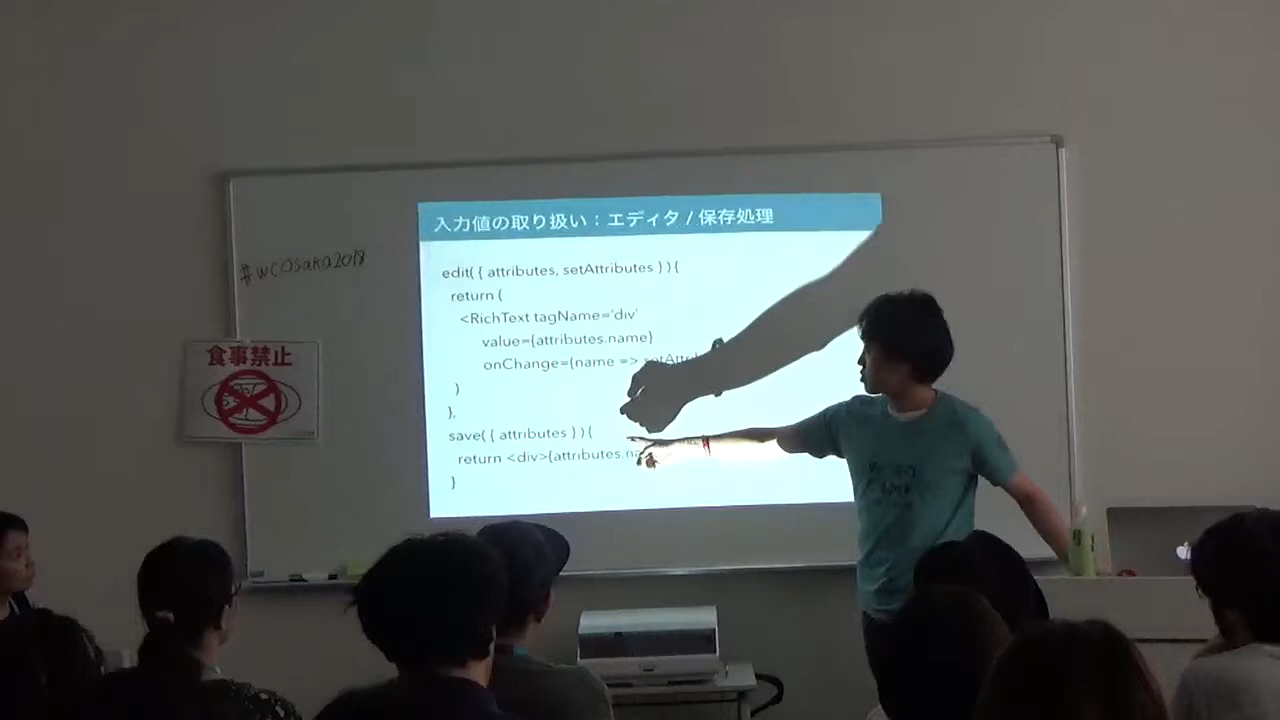 入力値の取り扱い：エディタ / 保存処理
edit( { attributes, setAttributes } ) {
return (
<RichText tagName='div'
value={attributes.name}
onChange={name => setAttri
)
},
save( { attributes } ) {
return <div>{attributes.na
}
#wcosaka2018
食事禁止